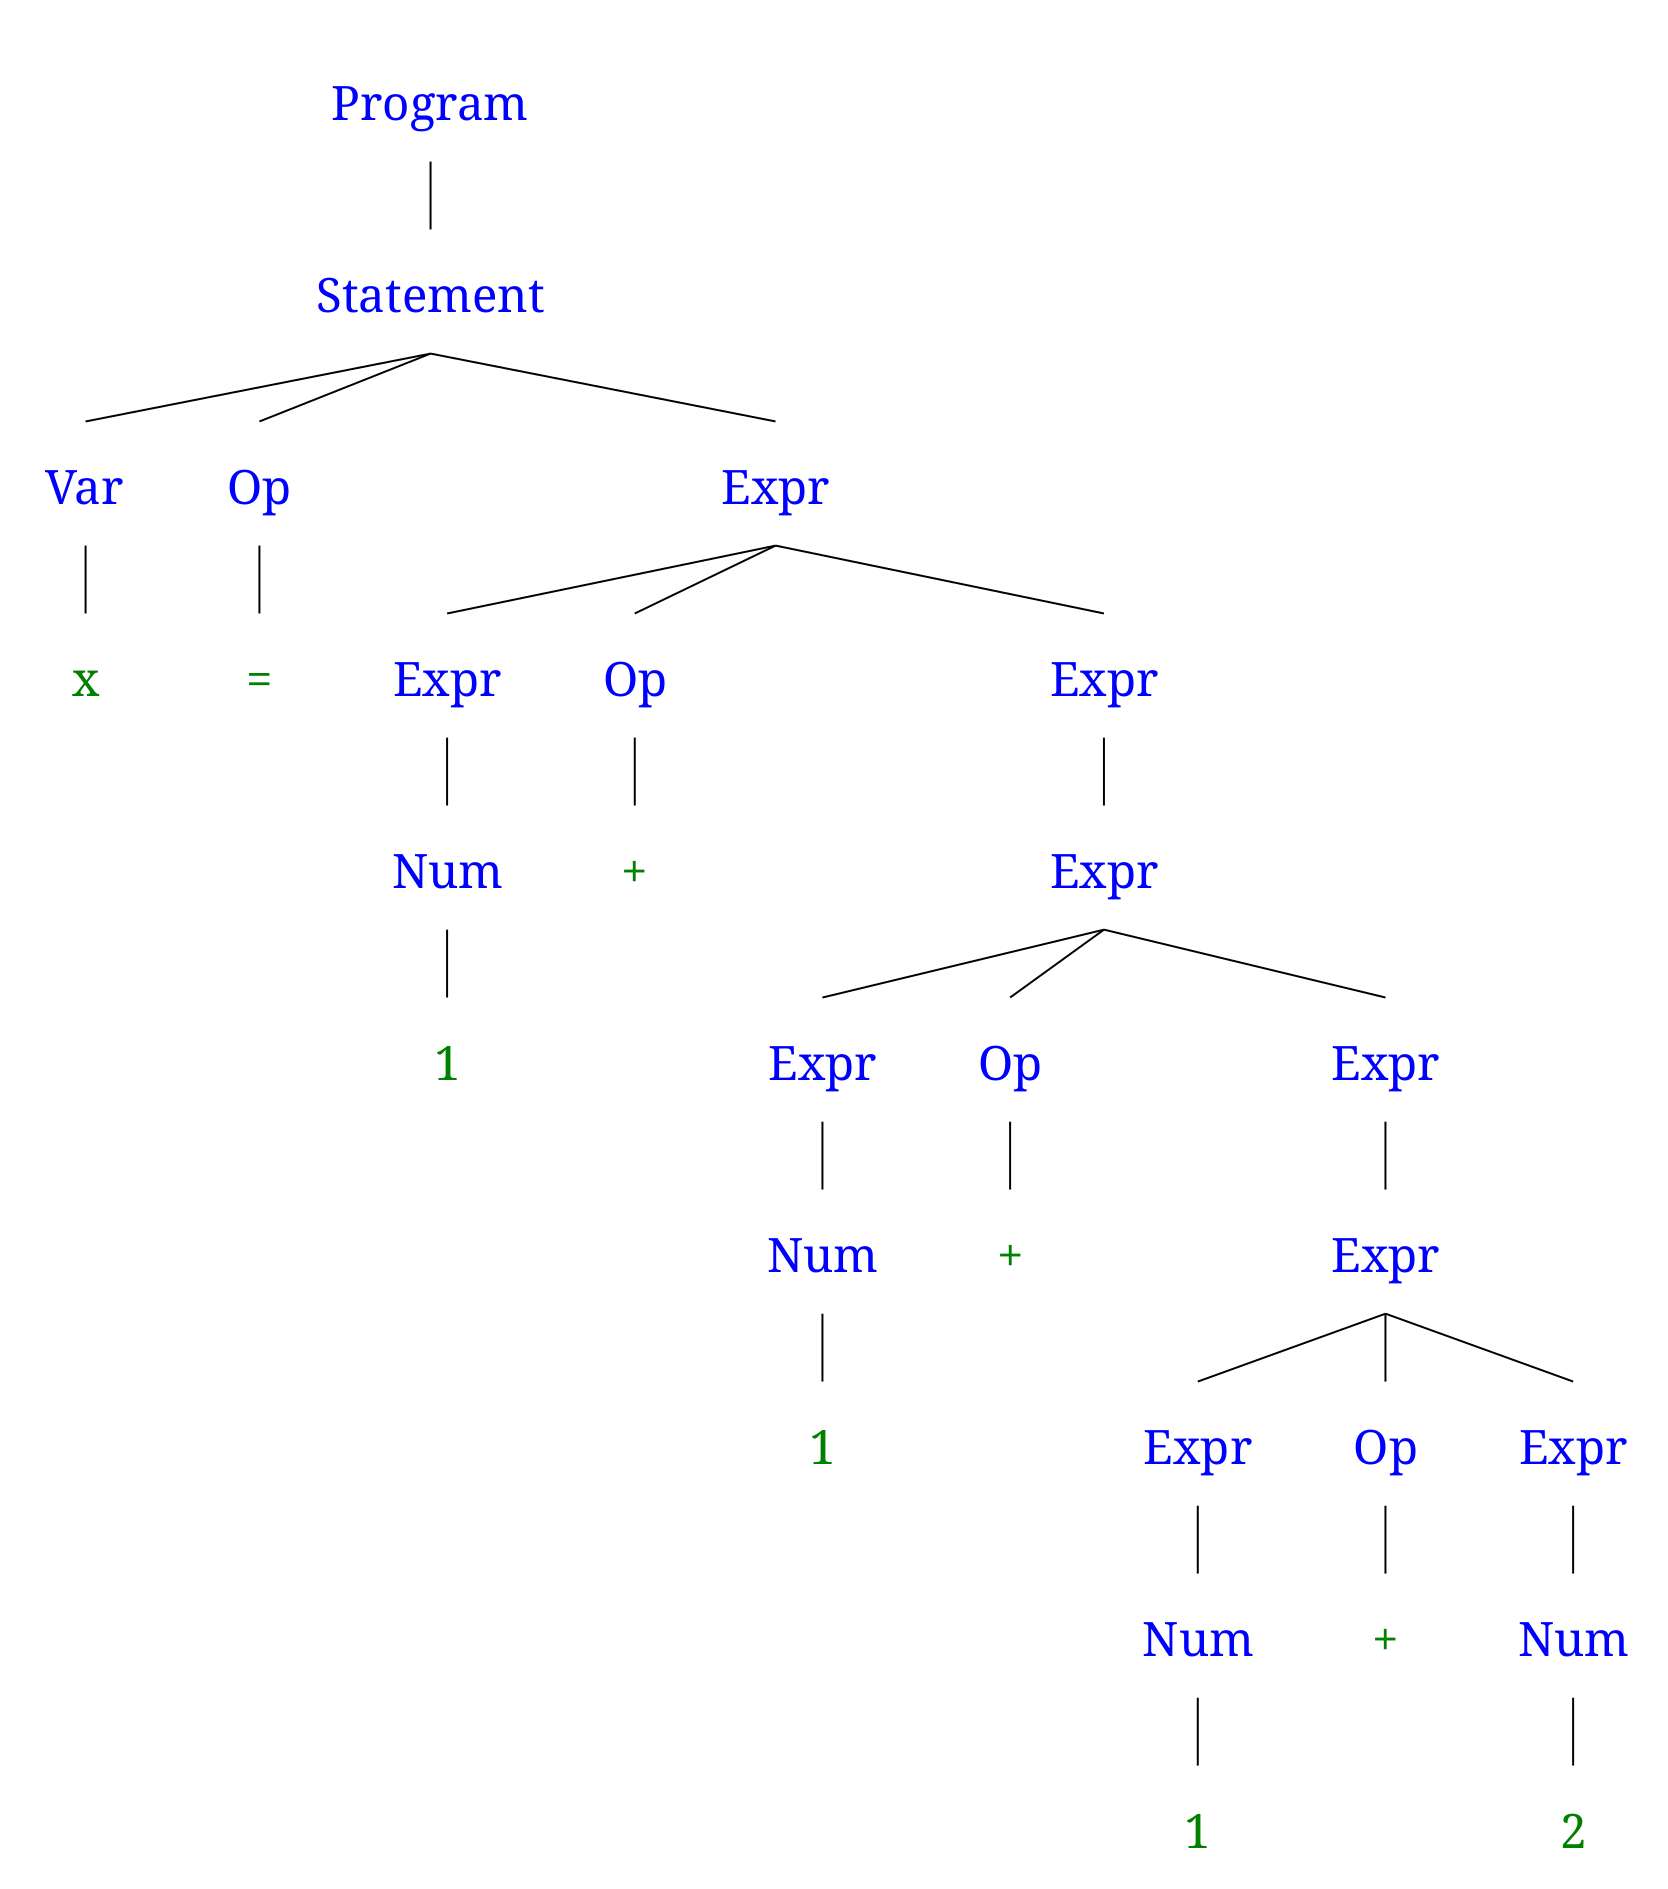 Program
Statement
Var Op Expr
x = Expr Op Expr
Num + Expr
1 Expr Op Expr
Num + Expr
1 Expr Op Expr
Num + Num
1 2